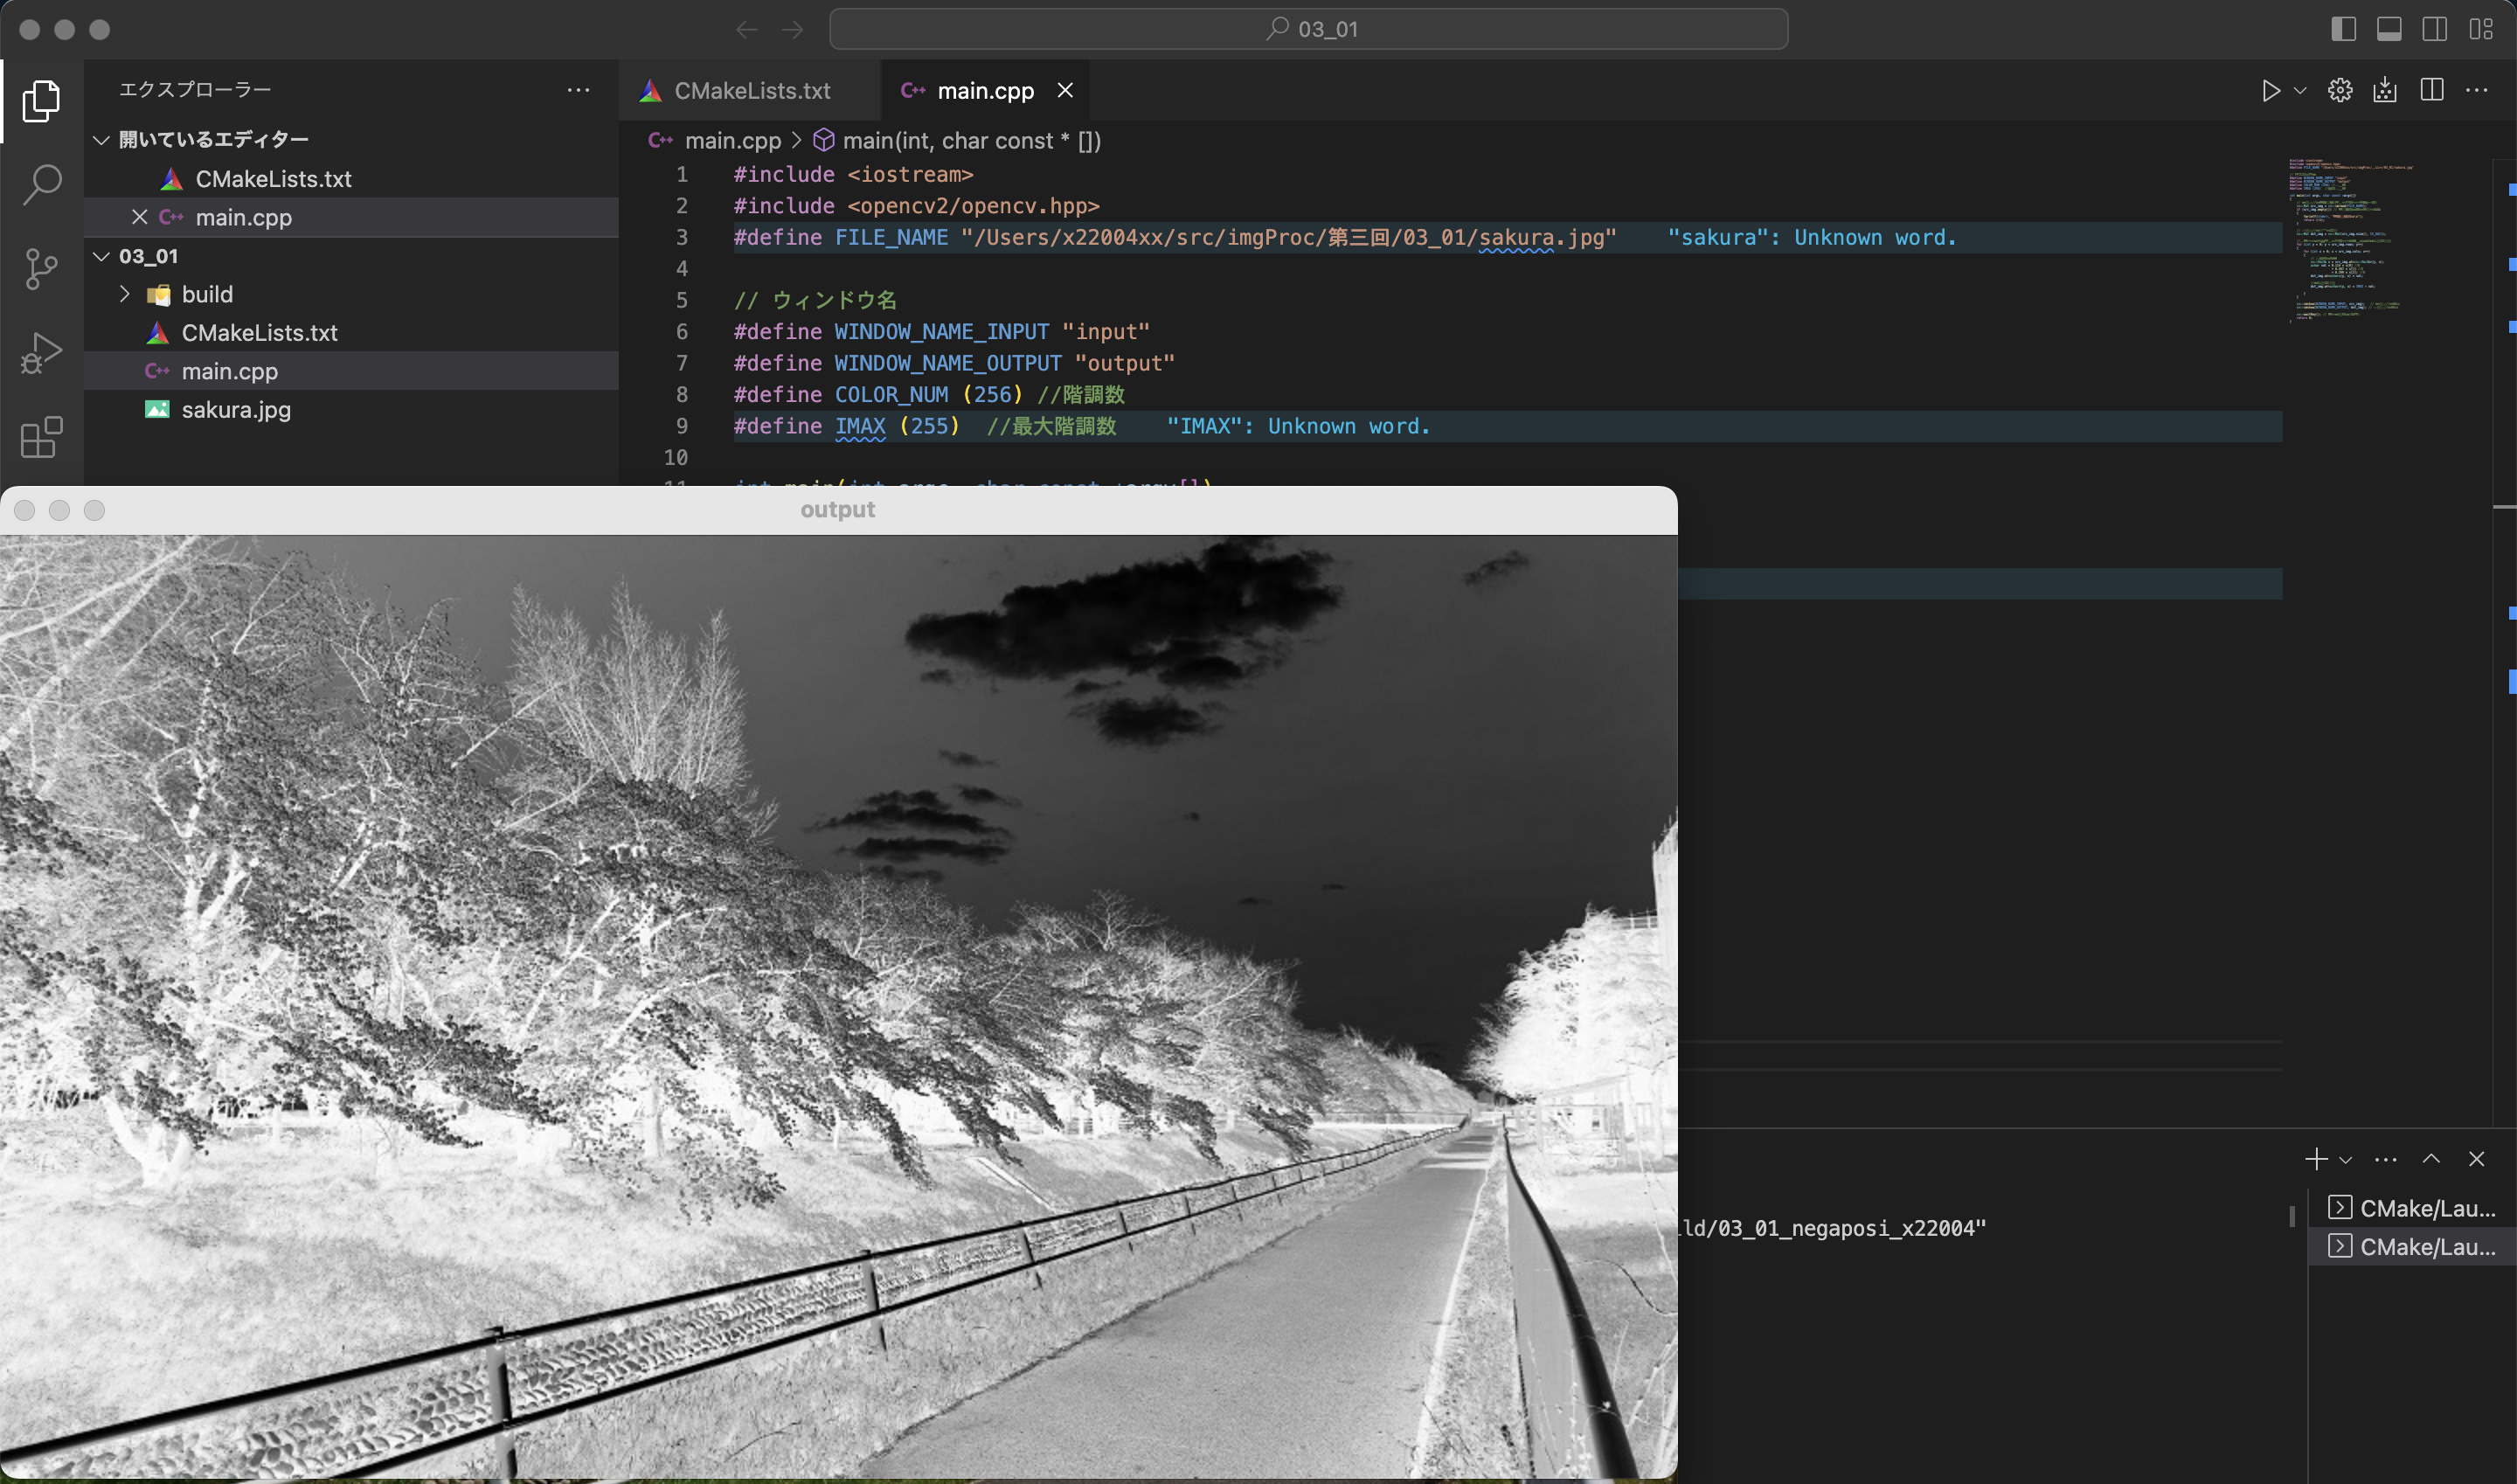 03_01
エクスプローラー
開いているエディター
CMakeLists.txt
main.cpp
03_01
build
CMakeLists.txt
main.cpp
sakura.jpg
CMakeLists.txt
main.cpp
main.cpp > main(int, char const * [])
1 #include <iostream>
2 #include <opencv2/opencv.hpp>
3 #define FILE_NAME "/Users/x22004xx/src/imgProc/第三回/03_01/sakura.jpg" "sakura": Unknown word.
4
5 // ウィンドウ名
6 #define WINDOW_NAME_INPUT "input"
7 #define WINDOW_NAME_OUTPUT "output"
8 #define COLOR_NUM (256) //階調数
9 #define IMAX (255) //最大階調数 "IMAX": Unknown word.
10
output
ld/03_01_negaposi_x22004"
CMake/Lau...
CMake/Lau...